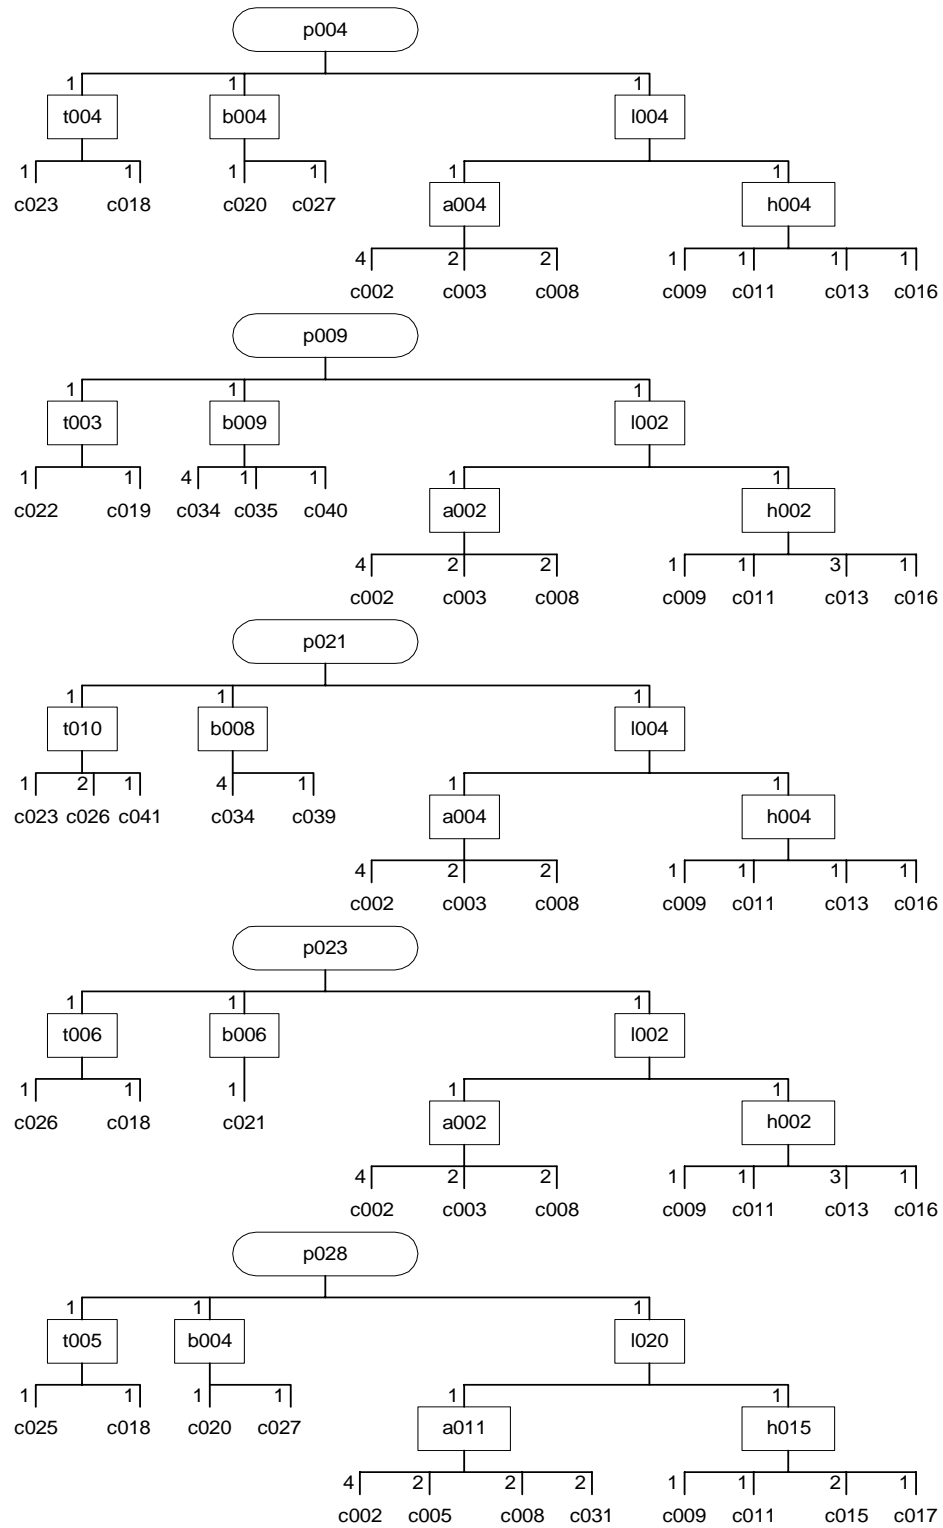 p004
1 1 1
t004 b004 l004
1 1 1 1 1 1
c023 c018 c020 c027 a004 h004
4 2 2 1 1 1 1
c002 c003 c008 c009 c011 c013 c016
p009
1 1 1
t003 b009 l002
1 1 4 1 1 1 1
c022 c019 c034 c035 c040 a002 h002
4 2 2 1 1 3 1
c002 c003 c008 c009 c011 c013 c016
p021
1 1 1
t010 b008 l004
1 2 1 4 1 1 1
c023 c026 c041 c034 c039 a004 h004
4 2 2 1 1 1 1
c002 c003 c008 c009 c011 c013 c016
p023
1 1 1
t006 b006 l002
1 1 1 1 1
c026 c018 c021 a002 h002
4 2 2 1 1 3 1
c002 c003 c008 c009 c011 c013 c016
p028
1 1 1
t005 b004 l020
1 1 1 1 1 1
c025 c018 c020 c027 a011 h015
4 2 2 2 1 1 2 1
c002 c005 c008 c031 c009 c011 c015 c017